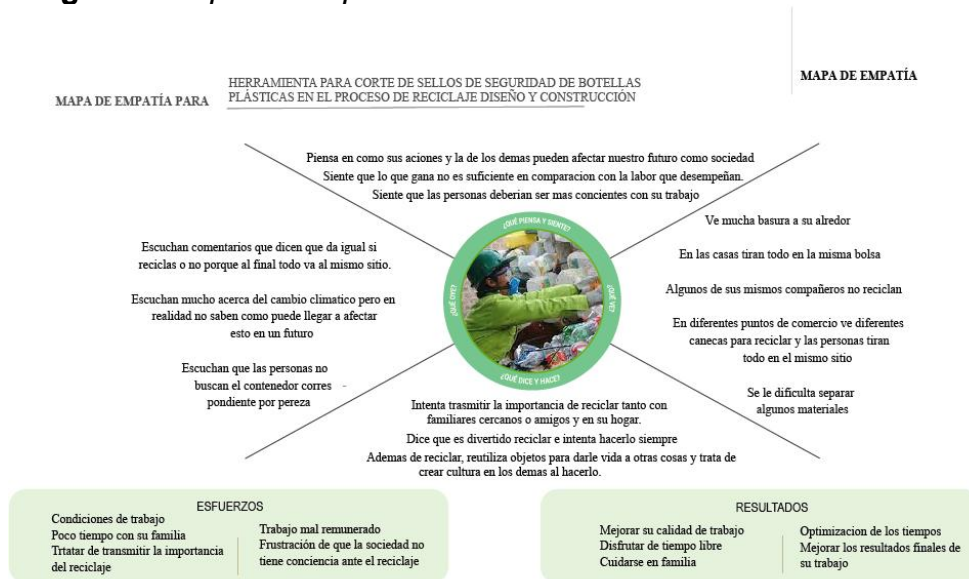 MAPA DE EMPATÍA
HERRAMIENTA PARA CORTE DE SELLOS DE SEGURIDAD DE BOTELLAS
MAPA DE EMPATÍA PARA
PLÁSTICAS EN EL PROCESO DE RECICLAJE DISEÑO Y CONSTRUCCIÓN
Piensa en como sus aciones y la de los demas pueden afectar nuestro futuro como sociedad
Siente que lo que gana no es suficiente en comparacion con la labor que desempeñan.
Siente que las personas deberian ser mas concientes con su trabajo
¿QUÉ PIENSA Y SIENTE?
¿QUÉ OYE?
Escuchan comentarios que dicen que da igual si
reciclas o no porque al final todo va al mismo sitio.
Escuchan mucho acerca del cambio climatico pero en
realidad no saben como puede llegar a afectar
esto en un futuro
Escuchan que las personas no
buscan el contenedor corres
pondiente por pereza
¿QUÉ VE?
Ve mucha basura a su alredor
En las casas tiran todo en la misma bolsa
Algunos de sus mismos compañeros no reciclan
En diferentes puntos de comercio ve diferentes
canecas para reciclar y las personas tiran
todo en el mismo sitio
Se le dificulta separar
algunos materiales
¿QUÉ DICE Y HACE?
Intenta trasmitir la importancia de reciclar tanto con
familiares cercanos o amigos y en su hogar.
Dice que es divertido reciclar e intenta hacerlo siempre
Ademas de reciclar, reutiliza objetos para darle vida a otras cosas y trata de
crear cultura en los demas al hacerlo.
ESFUERZOS
Condiciones de trabajo
Poco tiempo con su familia
Trtatar de transmitir la importancia
del reciclaje
Trabajo mal remunerado
Frustración de que la sociedad no
tiene conciencia ante el reciclaje
RESULTADOS
Mejorar su calidad de trabajo
Disfrutar de tiempo libre
Cuidarse en familia
Optimizacion de los tiempos
Mejorar los resultados finales de
su trabajo